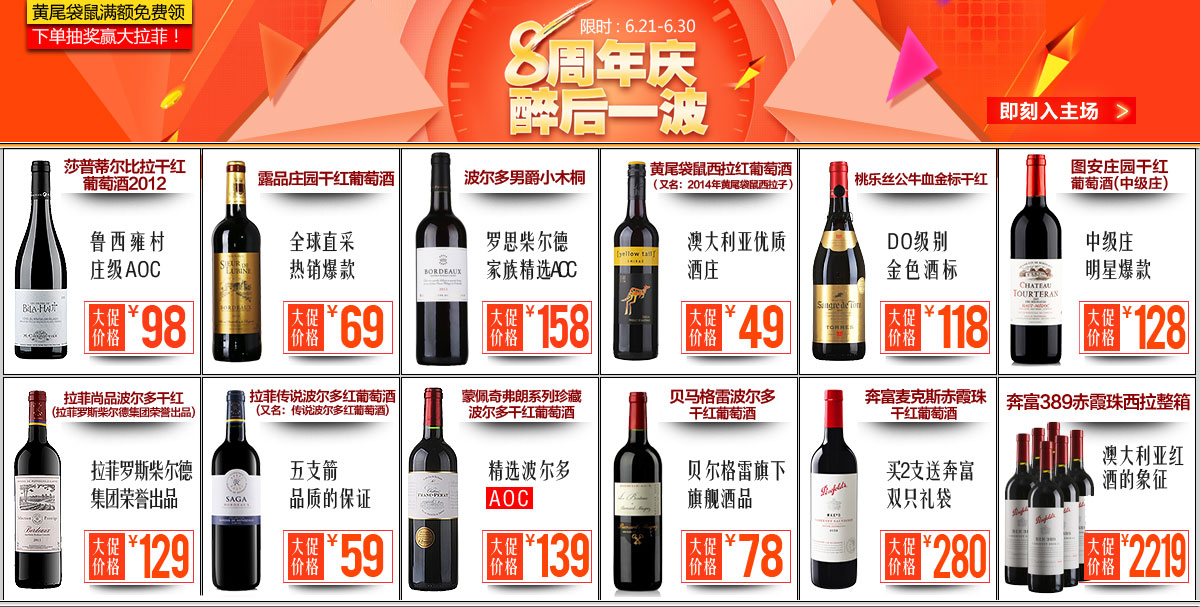 黄尾袋鼠满额免费领
下单抽奖赢大拉菲！
限时：6.21-6.30
8周年庆
醉后一波
即刻入主场 >
莎普蒂尔比拉干红
葡萄酒2012
鲁西雍村
庄级AOC
大促价格
¥98
露品庄园干红葡萄酒
全球直采
热销爆款
SIEUR DE LUBINE
BORDEAUX
大促价格
¥69
波尔多男爵小木桐
罗思柴尔德
家族精选AOC
BORDEAUX
大促价格
¥158
黄尾袋鼠西拉红葡萄酒
（又名：2014年黄尾袋鼠西拉子）
澳大利亚优质
酒庄
[yellow tail]
SHIRAZ
大促价格
¥49
桃乐丝公牛血金标干红
DO级别
金色酒标
Sangre de Toro
TORRES
大促价格
¥118
图安庄园干红
葡萄酒(中级庄)
中级庄
明星爆款
CHATEAU
TOURTERAN
大促价格
¥128
拉菲尚品波尔多干红
（拉菲罗斯柴尔德集团荣誉出品）
拉菲罗斯柴尔德
集团荣誉出品
Bordeaux
大促价格
¥129
拉菲传说波尔多红葡萄酒
（又名：传说波尔多红葡萄酒）
五支箭
品质的保证
SAGA
BORDEAUX
大促价格
¥59
蒙佩奇弗朗系列珍藏
波尔多干红葡萄酒
精选波尔多
AOC
大促价格
¥139
贝马格雷波尔多
干红葡萄酒
贝尔格雷旗下
旗舰酒品
大促价格
¥78
奔富麦克斯赤霞珠
干红葡萄酒
买2支送奔富
双只礼袋
Penfolds
大促价格
¥280
奔富389赤霞珠西拉整箱
澳大利亚红
酒的象征
Penfolds
大促价格
¥2219